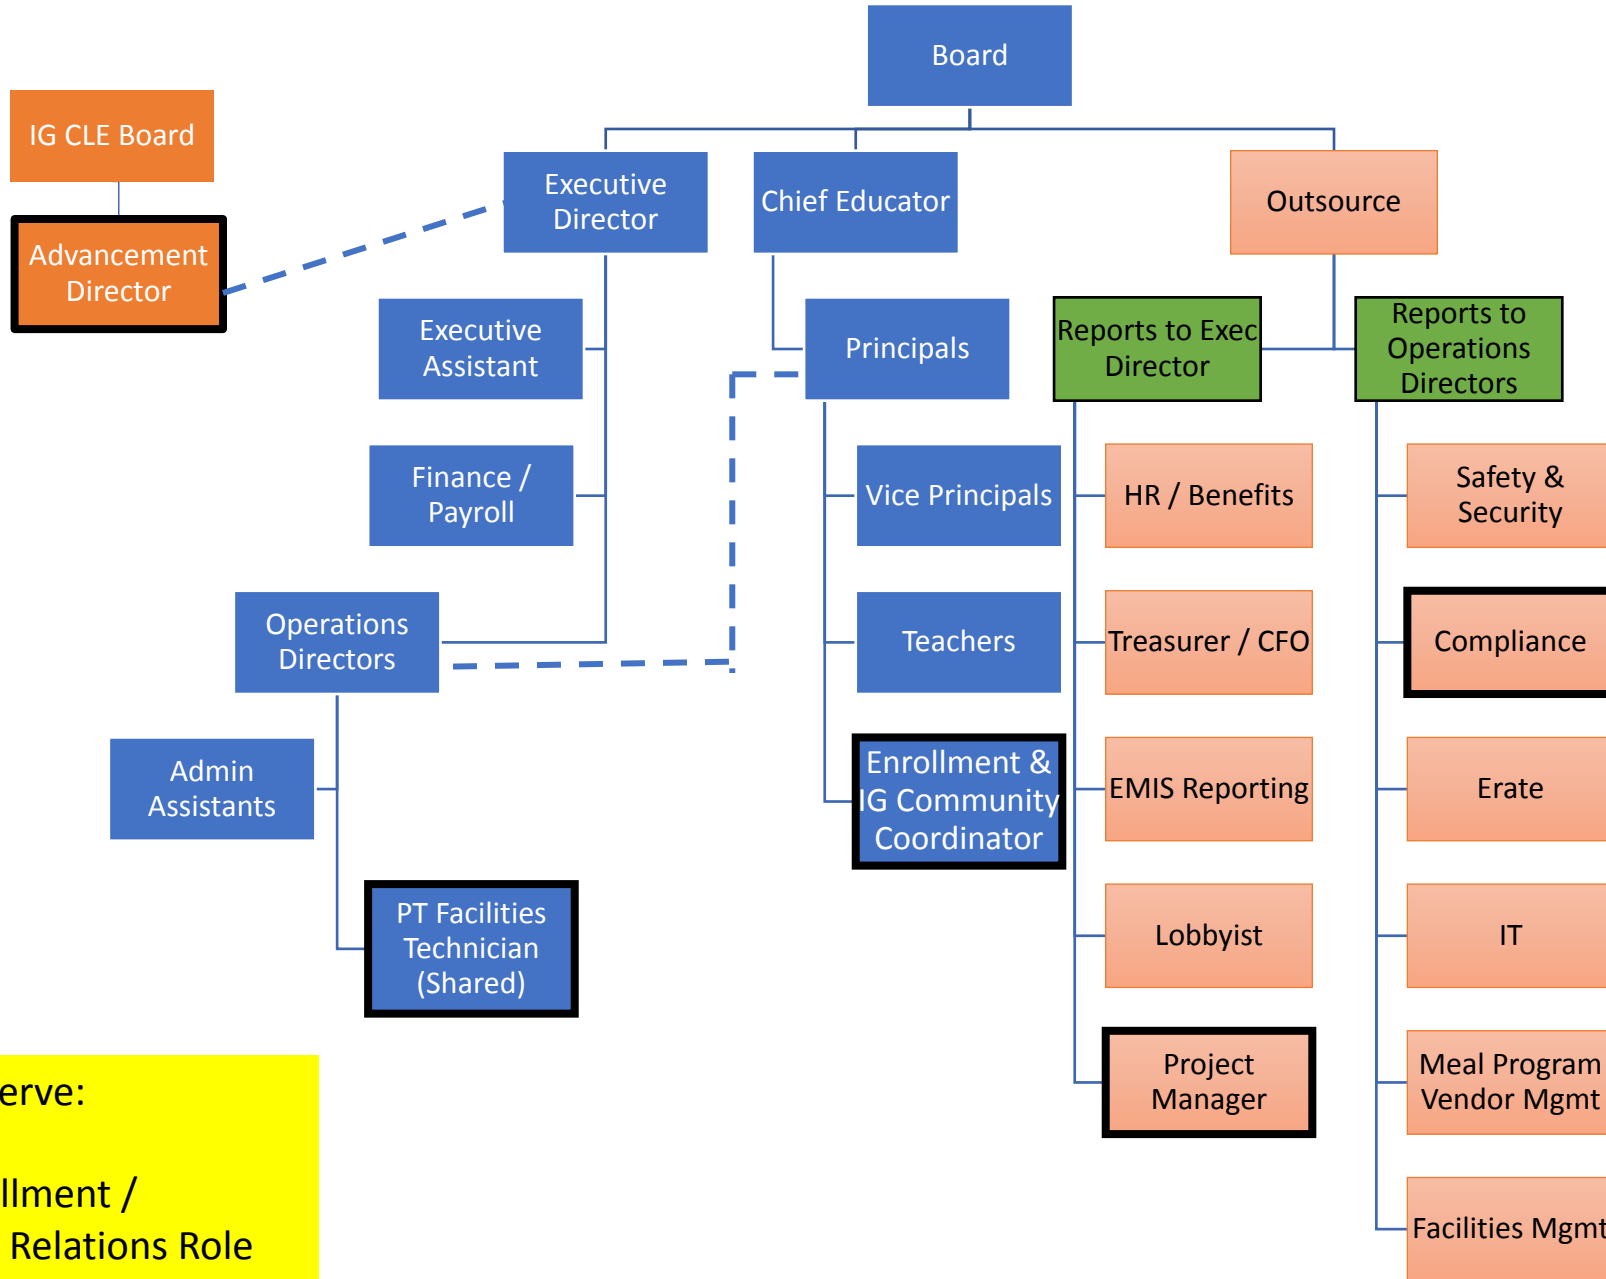 Board
IG CLE Board
Advancement
Director
Executive
Director
Chief Educator
Outsource
Executive
Assistant
Principals
Reports to Exec
Director
Reports to
Operations
Directors
Finance /
Payroll
Vice Principals
HR / Benefits
Safety &
Security
Operations
Directors
Teachers
Treasurer / CFO
Compliance
Admin
Assistants
Enrollment &
IG Community
Coordinator
EMIS Reporting
Erate
PT Facilities
Technician
(Shared)
Lobbyist
IT
Project
Manager
Meal Program
Vendor Mgmt
Facilities Mgmt
erve:
llment /
Relations Role